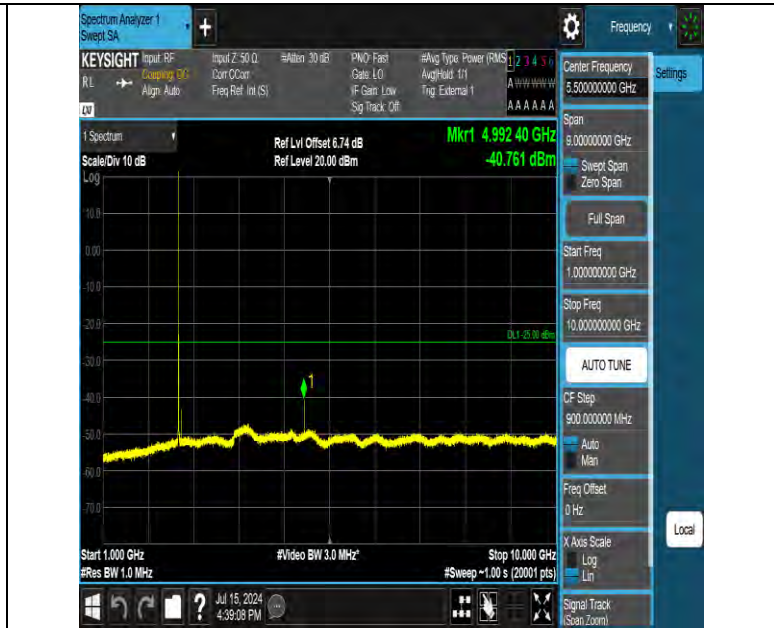 Spectrum Analyzer 1
Swept SA
+
Frequency
KEYSIGHT
RL
LXI
Input: RF
Coupling: DC
Align: Auto
Input Z: 50 Ω
Corr CCorr
Freq Ref: Int (S)
#Atten: 30 dB
PNO: Fast
Gate: LO
IF Gain: Low
Sig Track: Off
#Avg Type: Power (RMS
Avg|Hold: 1/1
Trig: External 1
1 2 3 4 5 6
A W W W W W
A A A A A A
1 Spectrum
Scale/Div 10 dB
Log
Ref Lvl Offset 6.74 dB
Ref Level 20.00 dBm
Mkr1 4.992 40 GHz
-40.761 dBm
10.0
0.00
-10.0
-20.0
DL1 -25.00 dBm
-30.0
1
-40.0
-50.0
-60.0
-70.0
Start 1.000 GHz
#Res BW 1.0 MHz
#Video BW 3.0 MHz*
Stop 10.000 GHz
#Sweep ~1.00 s (20001 pts)
?
Jul 15, 2024
4:39:08 PM
Center Frequency
5.500000000 GHz
Settings
Span
9.00000000 GHz
Swept Span
Zero Span
Full Span
Start Freq
1.000000000 GHz
Stop Freq
10.000000000 GHz
AUTO TUNE
CF Step
900.000000 MHz
Auto
Man
Freq Offset
0 Hz
X Axis Scale
Log
Lin
Local
Signal Track
(Span Zoom)